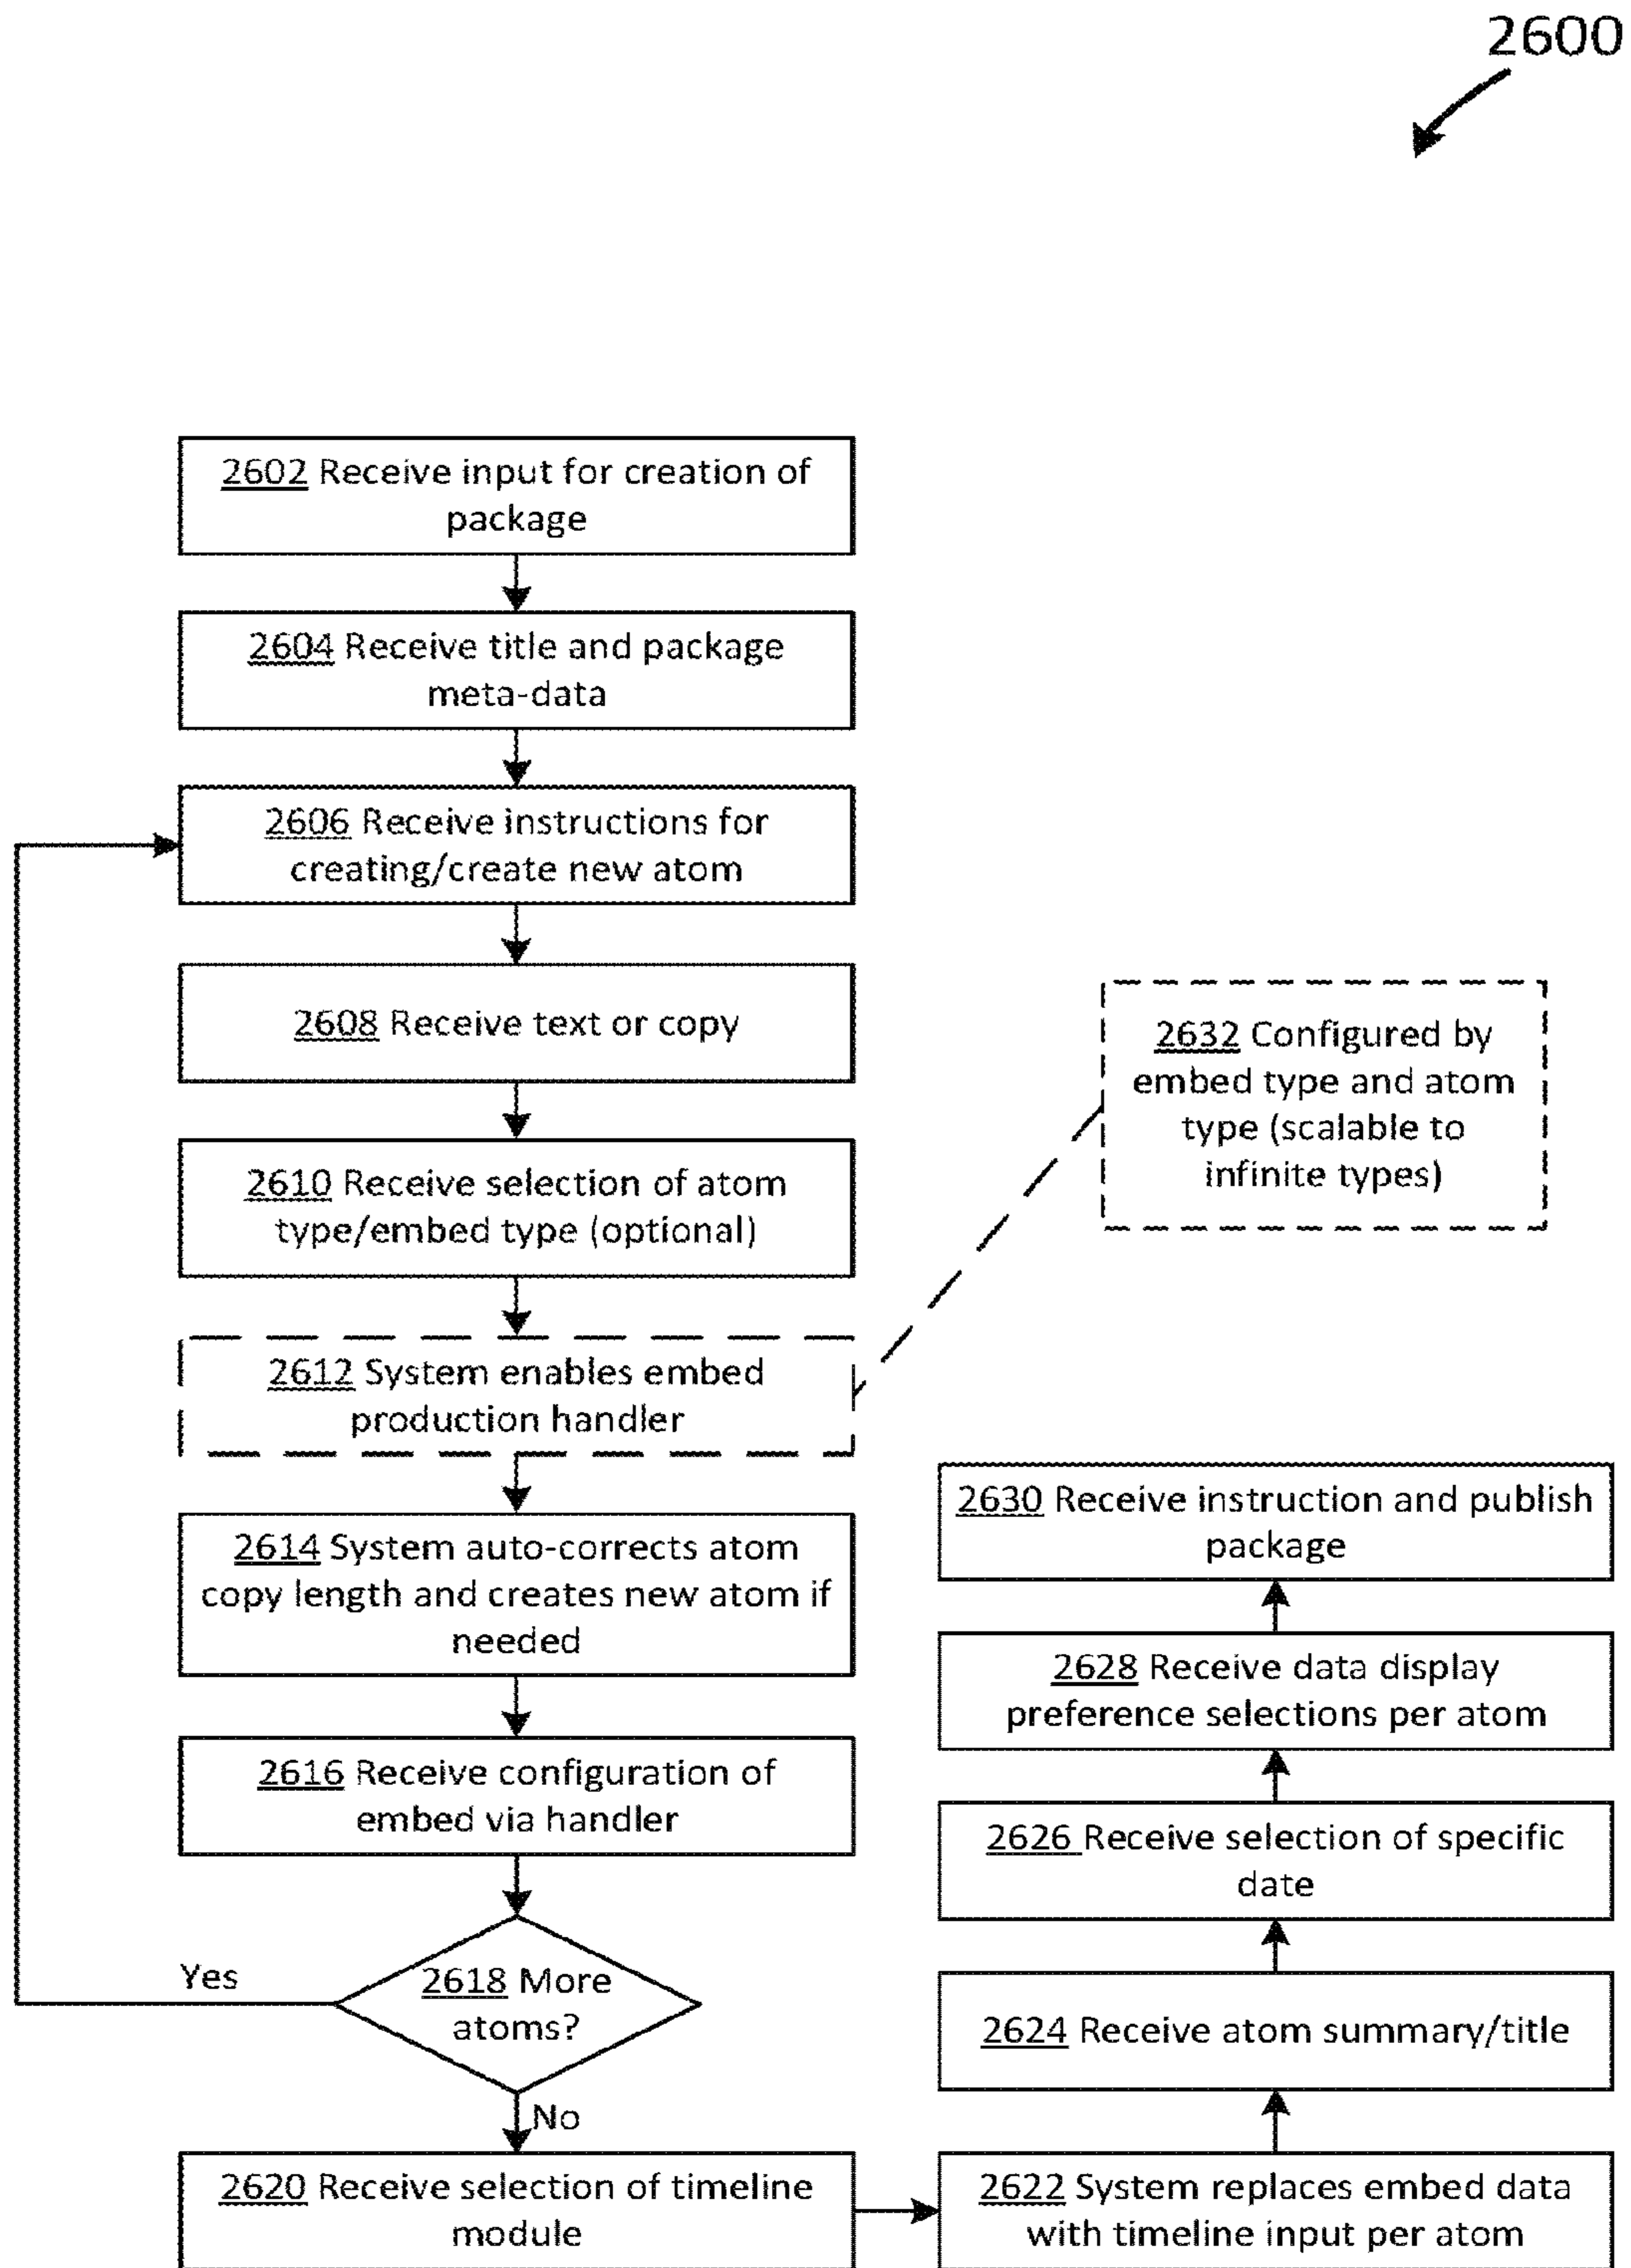 2600
2602 Receive input for creation of
package
2604 Receive title and package
meta-data
2606 Receive instructions for
creating/create new atom
2608 Receive text or copy
2610 Receive selection of atom
type/embed type (optional)
2612 System enables embed
production handler
2632 Configured by
embed type and atom
type (scalable to
infinite types)
2614 System auto-corrects atom
copy length and creates new atom if
needed
2616 Receive configuration of
embed via handler
2618 More
atoms?
Yes
No
2620 Receive selection of timeline
module
2622 System replaces embed data
with timeline input per atom
2624 Receive atom summary/title
2626 Receive selection of specific
date
2628 Receive data display
preference selections per atom
2630 Receive instruction and publish
package